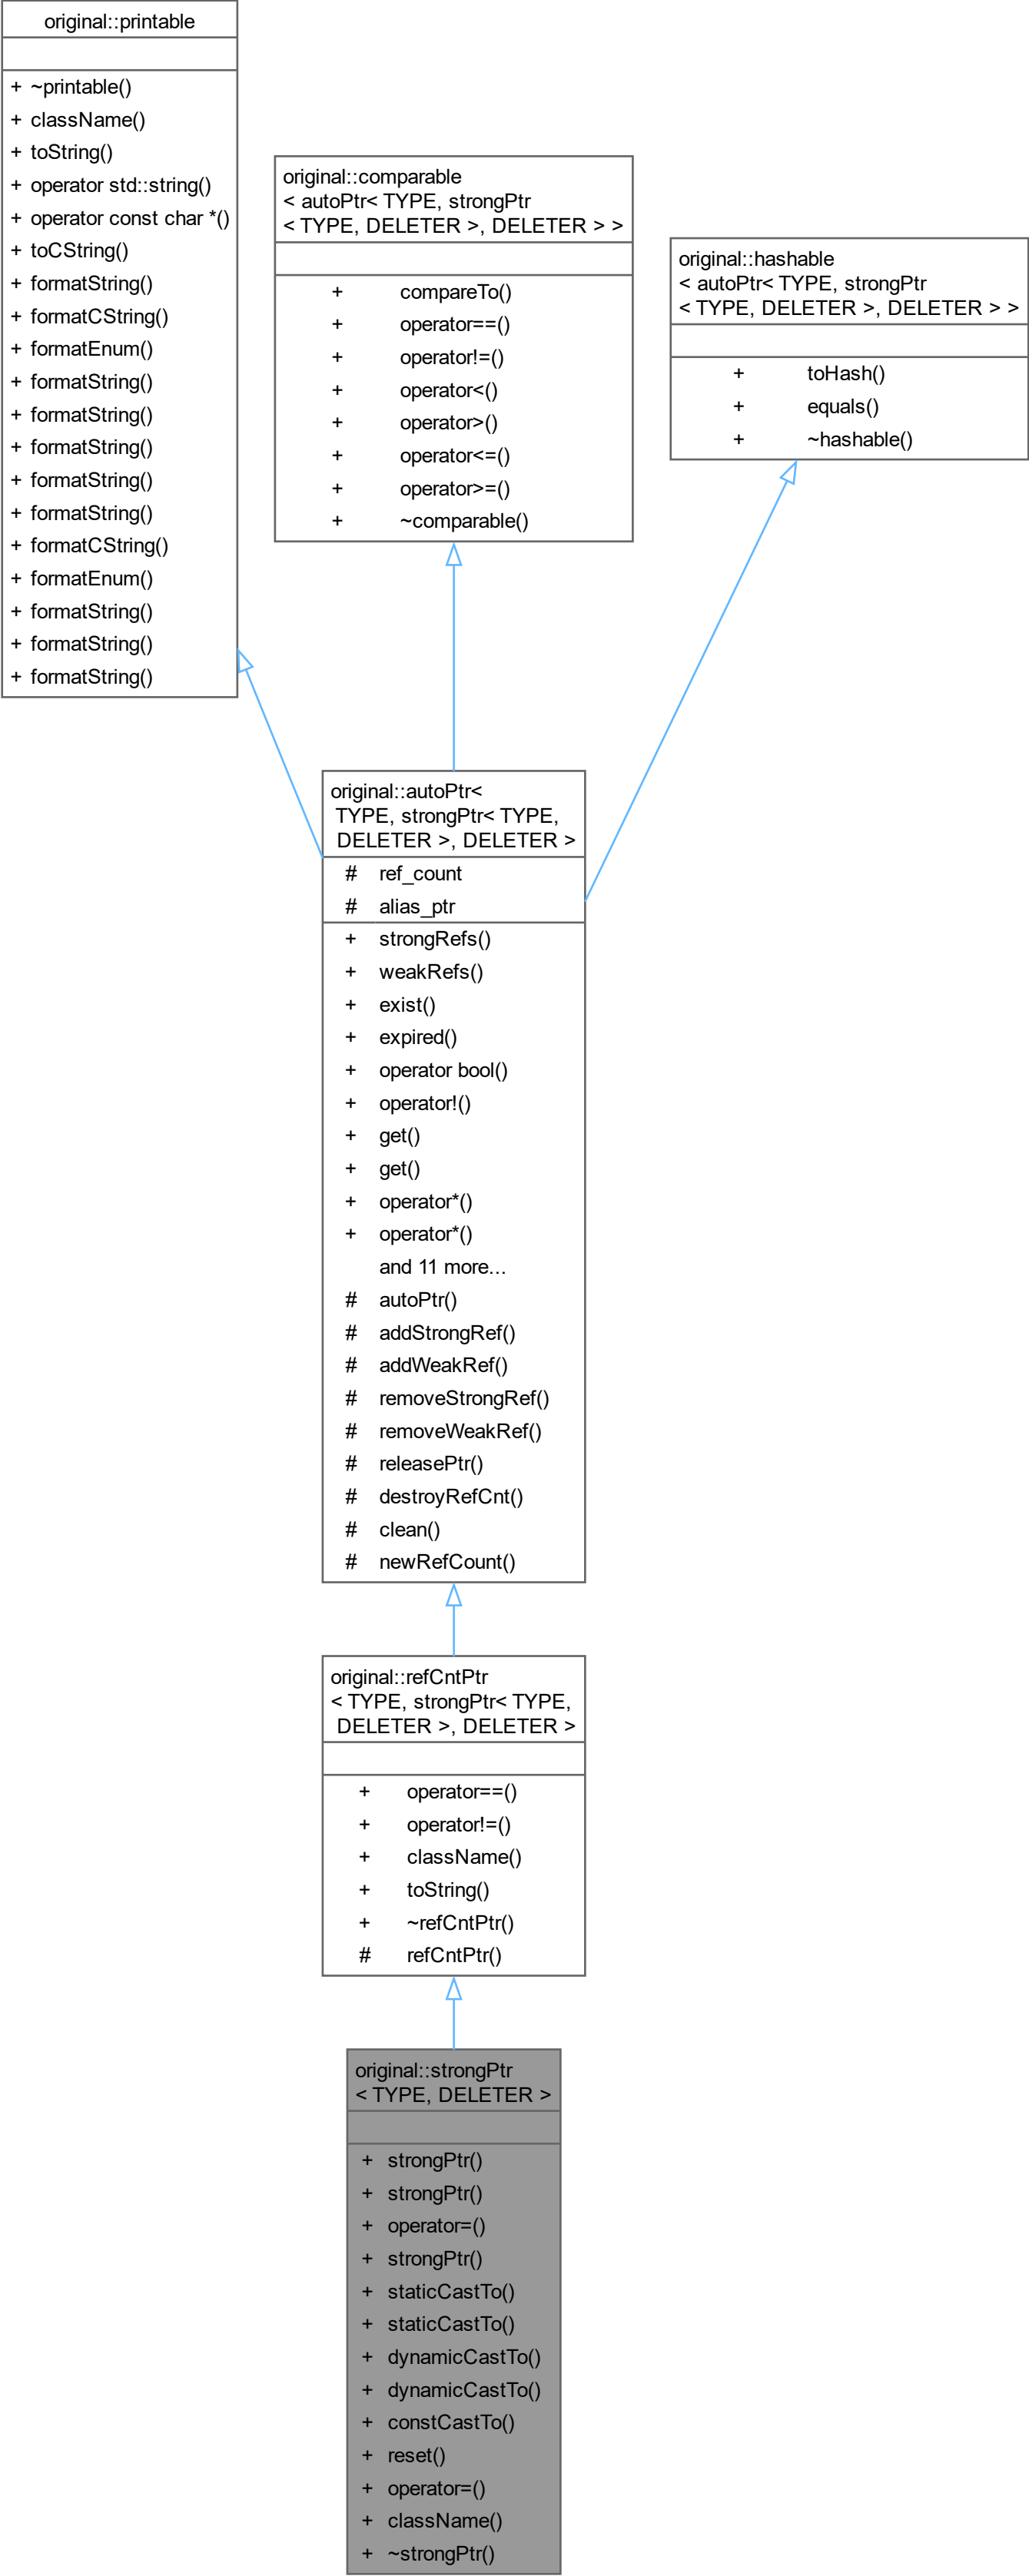 original::printable
+ ~printable()
+ className()
+ toString()
+ operator std::string()
+ operator const char *()
+ toCString()
+ formatString()
+ formatCString()
+ formatEnum()
+ formatString()
+ formatString()
+ formatString()
+ formatString()
+ formatString()
+ formatCString()
+ formatEnum()
+ formatString()
+ formatString()
+ formatString()
original::comparable
< autoPtr< TYPE, strongPtr
< TYPE, DELETER >, DELETER > >
+ compareTo()
+ operator==()
+ operator!=()
+ operator<()
+ operator>()
+ operator<=()
+ operator>=()
+ ~comparable()
original::hashable
< autoPtr< TYPE, strongPtr
< TYPE, DELETER >, DELETER > >
+ toHash()
+ equals()
+ ~hashable()
original::autoPtr<
TYPE, strongPtr< TYPE,
DELETER >, DELETER >
# ref_count
# alias_ptr
+ strongRefs()
+ weakRefs()
+ exist()
+ expired()
+ operator bool()
+ operator!()
+ get()
+ get()
+ operator*()
+ operator*()
and 11 more...
# autoPtr()
# addStrongRef()
# addWeakRef()
# removeStrongRef()
# removeWeakRef()
# releasePtr()
# destroyRefCnt()
# clean()
# newRefCount()
original::refCntPtr
< TYPE, strongPtr< TYPE,
DELETER >, DELETER >
+ operator==()
+ operator!=()
+ className()
+ toString()
+ ~refCntPtr()
# refCntPtr()
original::strongPtr
< TYPE, DELETER >
+ strongPtr()
+ strongPtr()
+ operator=()
+ strongPtr()
+ staticCastTo()
+ staticCastTo()
+ dynamicCastTo()
+ dynamicCastTo()
+ constCastTo()
+ reset()
+ operator=()
+ className()
+ ~strongPtr()